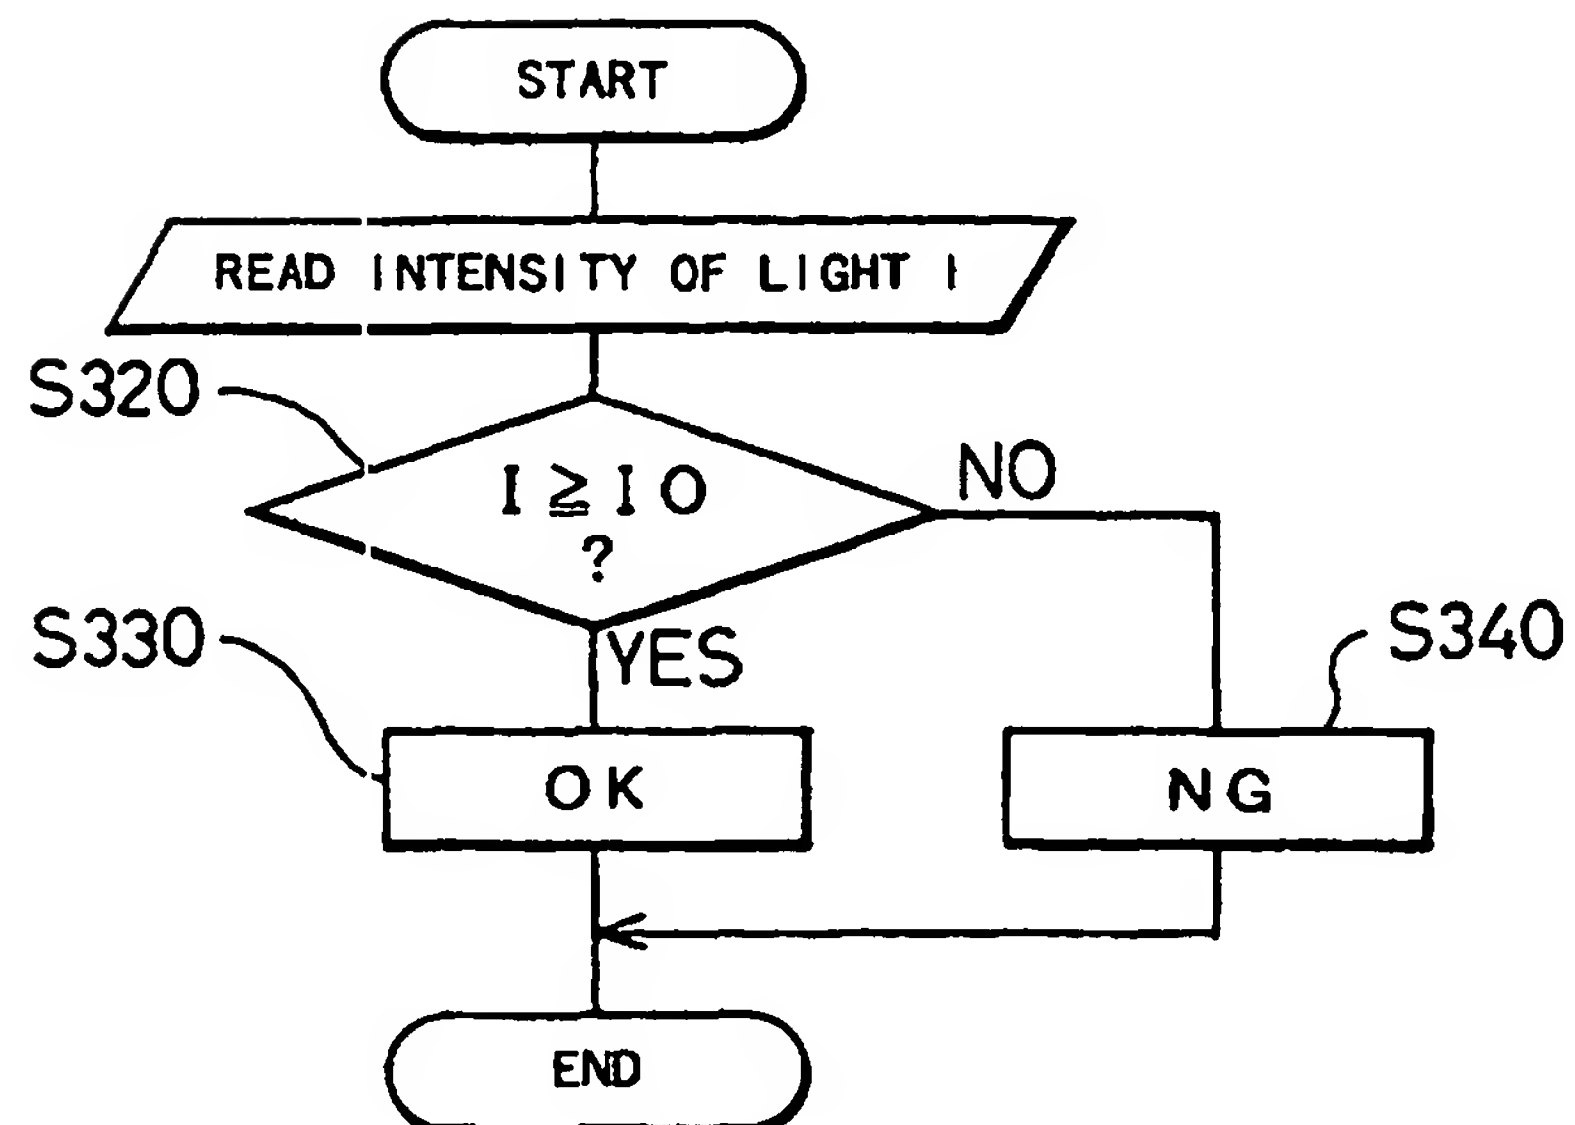 START
READ INTENSITY OF LIGHT I
S320
I ≧ I O
?
NO
YES
S330
S340
OK
NG
END